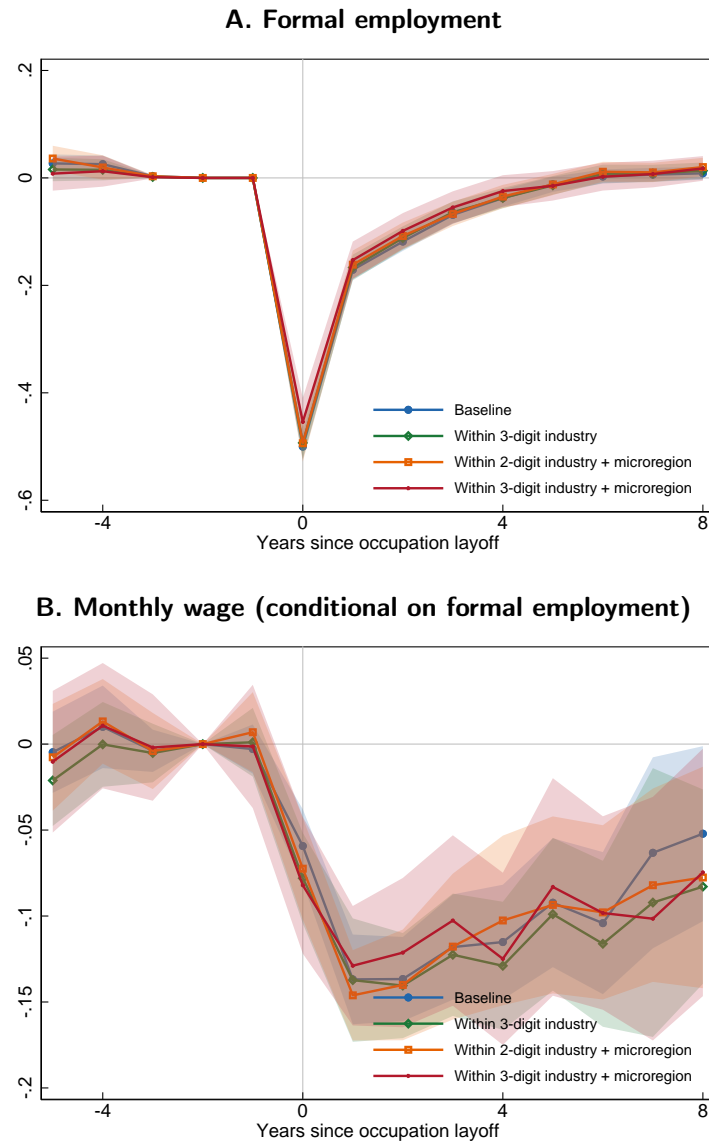 A. Formal employment
.2
0
-.2
-.4
-.6
Baseline
Within 3-digit industry
Within 2-digit industry + microregion
Within 3-digit industry + microregion
-4
0
4
8
Years since occupation layoff
B. Monthly wage (conditional on formal employment)
.05
0
-.05
-.1
-.15
-.2
Baseline
Within 3-digit industry
Within 2-digit industry + microregion
Within 3-digit industry + microregion
-4
0
4
8
Years since occupation layoff